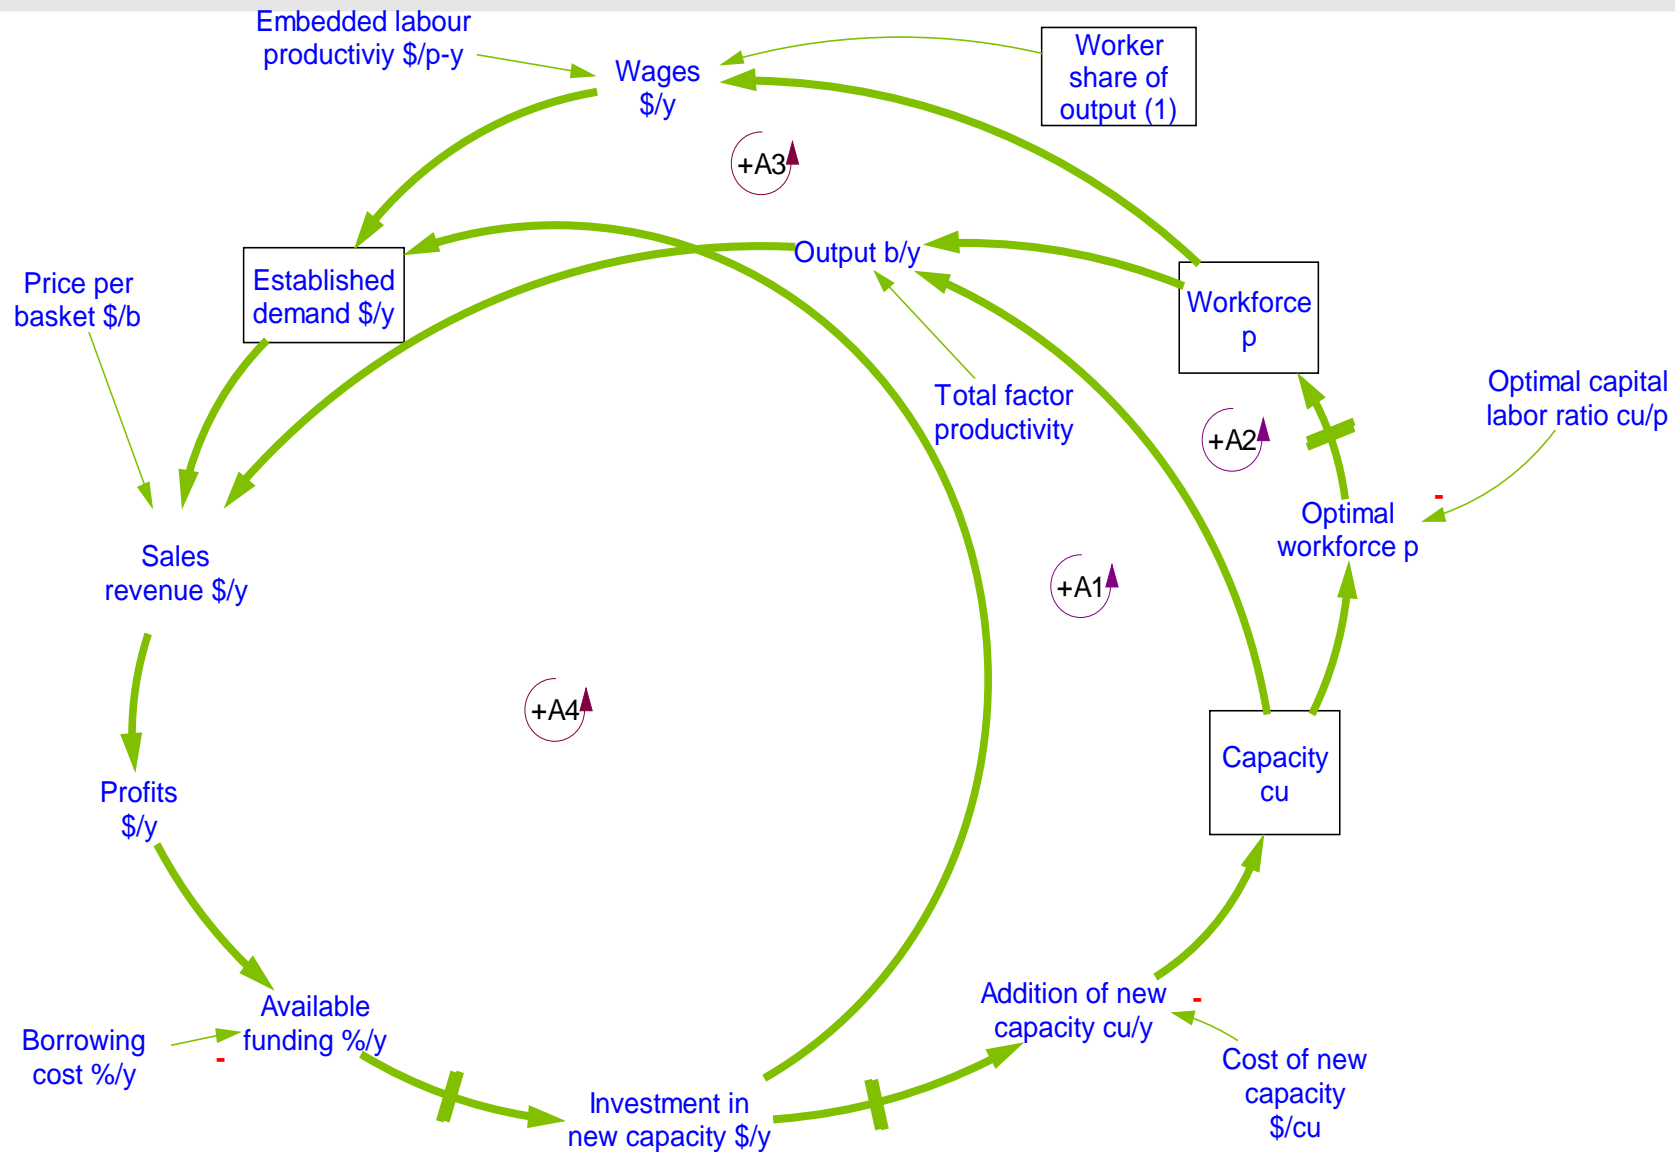 Embedded labour
productiviy $/p-y
Wages
$/y
Worker
share of
output (1)
+A3
Price per
basket $/b
Established
demand $/y
Output b/y
Workforce
p
Total factor
productivity
+A2
Optimal capital
labor ratio cu/p
-
Optimal
workforce p
Sales
revenue $/y
+A1
+A4
Capacity
cu
Profits
$/y
Available
funding %/y
Borrowing
cost %/y
-
Addition of new
capacity cu/y
-
Cost of new
capacity
$/cu
Investment in
new capacity $/y